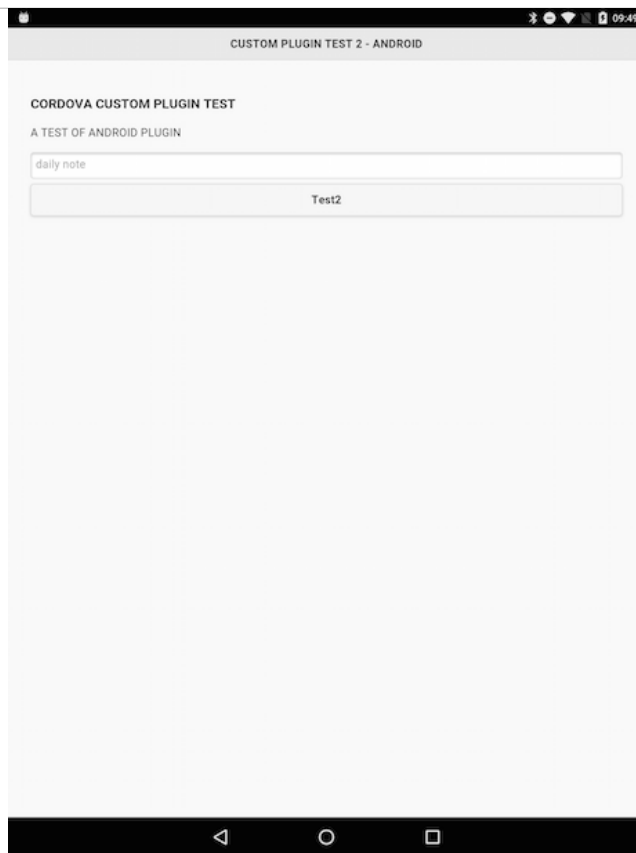 09:49
CUSTOM PLUGIN TEST 2 - ANDROID
CORDOVA CUSTOM PLUGIN TEST
A TEST OF ANDROID PLUGIN
daily note
Test2